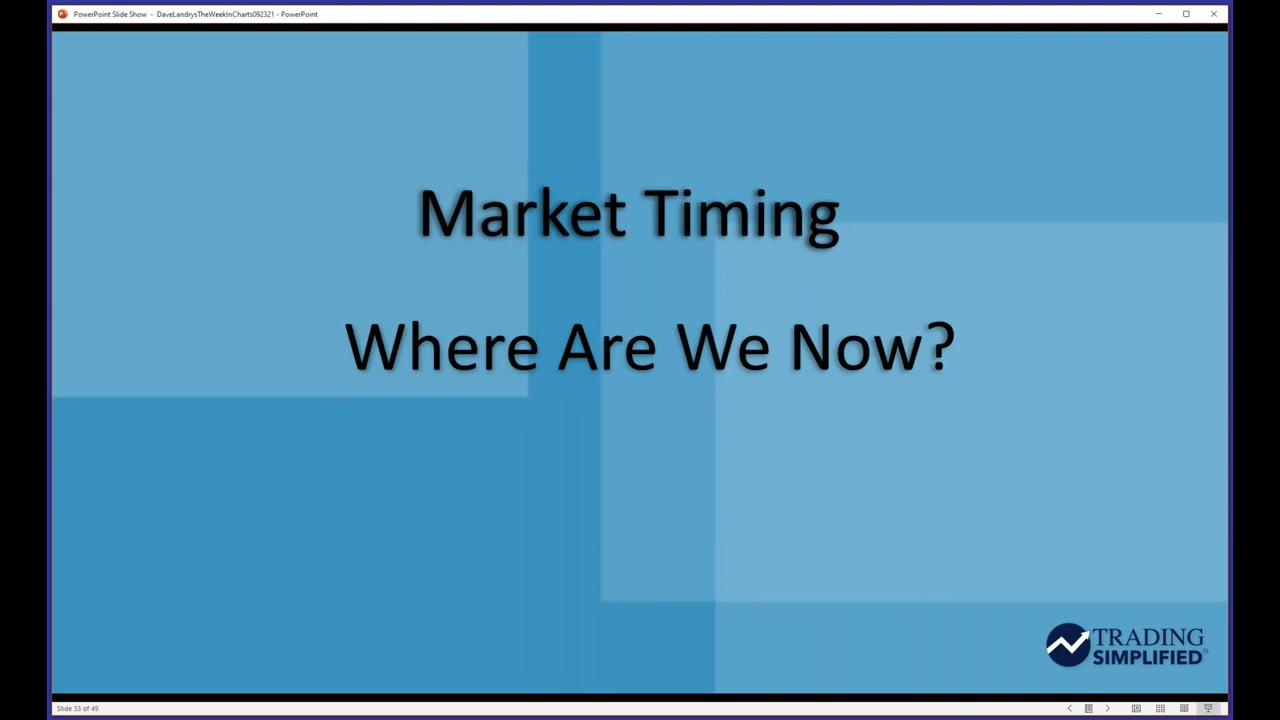 PowerPoint Slide Show - DaveLandrysTheWeekInCharts092321 - PowerPoint
Market Timing
Where Are We Now?
TRADING
SIMPLIFIED
Slide 33 of 49